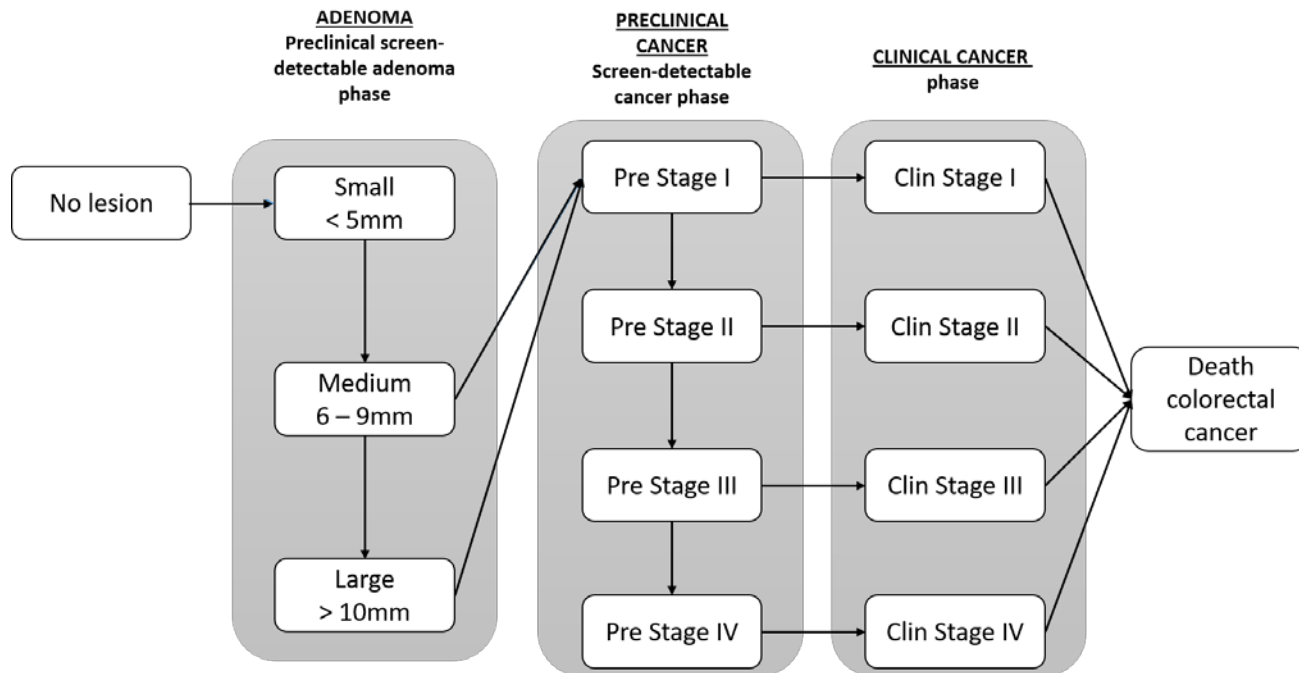 ADENOMA
Preclinical screen-
detectable adenoma
phase
PRECLINICAL
CANCER
Screen-detectable
cancer phase
CLINICAL CANCER
phase
No lesion
Small
< 5mm
Medium
6 – 9mm
Large
> 10mm
Pre Stage I
Pre Stage II
Pre Stage III
Pre Stage IV
Clin Stage I
Clin Stage II
Clin Stage III
Clin Stage IV
Death
colorectal
cancer